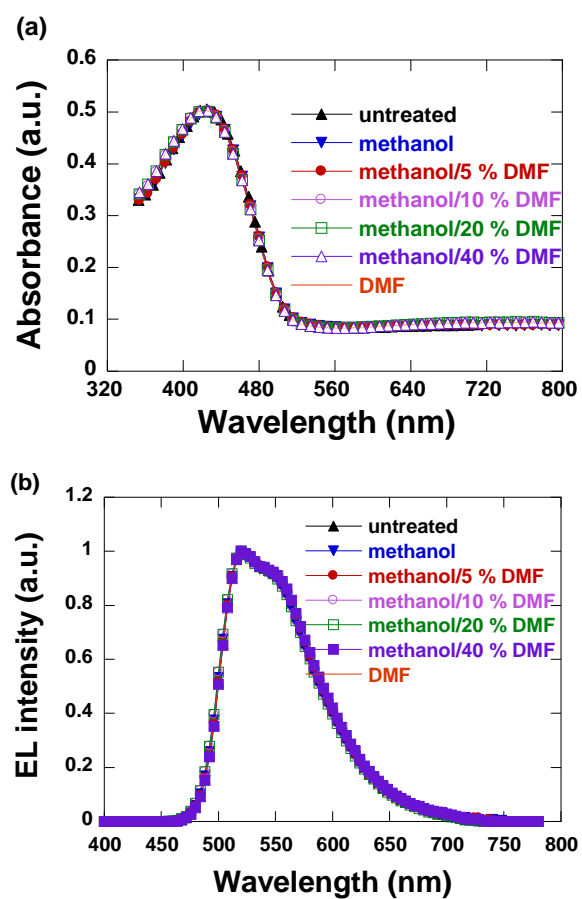 (a)
0.6
0.5
0.4
0.3
0.2
0.1
0
Absorbance (a.u.)
untreated
methanol
methanol/5 % DMF
methanol/10 % DMF
methanol/20 % DMF
methanol/40 % DMF
DMF
320 400 480 560 640 720 800
Wavelength (nm)
(b)
1.2
1
0.8
0.6
0.4
0.2
0
EL intensity (a.u.)
untreated
methanol
methanol/5 % DMF
methanol/10 % DMF
methanol/20 % DMF
methanol/40 % DMF
DMF
400 450 500 550 600 650 700 750 800
Wavelength (nm)